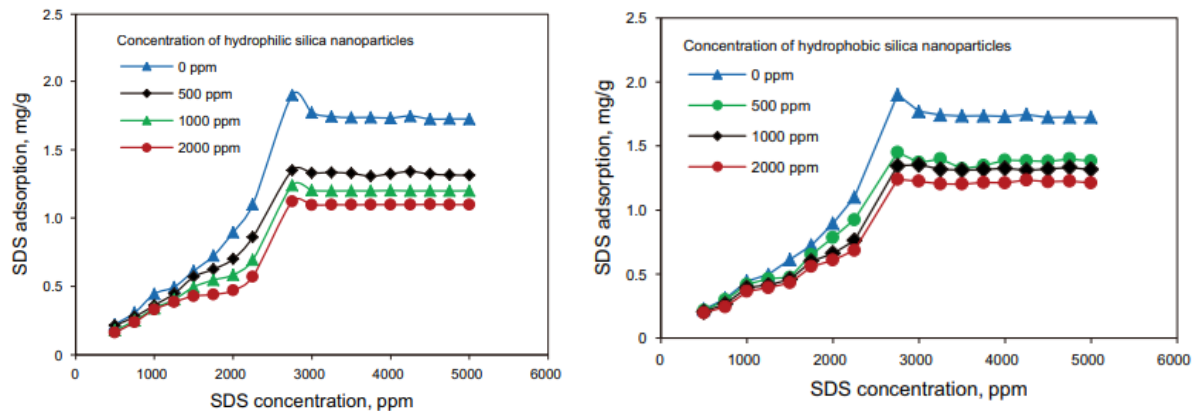 2.5
2.0
1.5
1.0
0.5
0
SDS adsorption, mg/g
Concentration of hydrophilic silica nanoparticles
0 ppm
500 ppm
1000 ppm
2000 ppm
0 1000 2000 3000 4000 5000 6000
SDS concentration, ppm
2.5
2.0
1.5
1.0
0.5
0
SDS adsorption, mg/g
Concentration of hydrophobic silica nanoparticles
0 ppm
500 ppm
1000 ppm
2000 ppm
0 1000 2000 3000 4000 5000 6000
SDS concentration, ppm